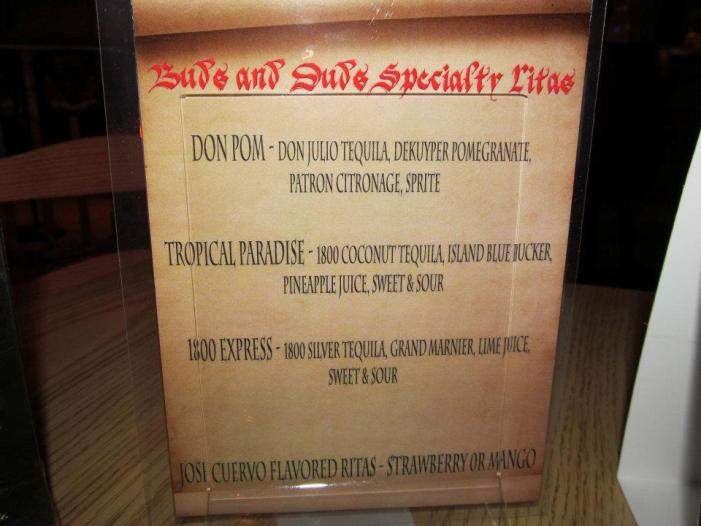 Buds and Duds Specialty Ritas
DON POM - DON JULIO TEQUILA, DEKUYPER POMEGRANATE,
PATRON CITRONAGE, SPRITE
TROPICAL PARADISE - 1800 COCONUT TEQUILA, ISLAND BLUE PUCKER,
PINEAPPLE JUICE, SWEET & SOUR
1800 EXPRESS - 1800 SILVER TEQUILA, GRAND MARNIER, LIME JUICE,
SWEET & SOUR
JOSE CUERVO FLAVORED RITAS - STRAWBERRY OR MANGO